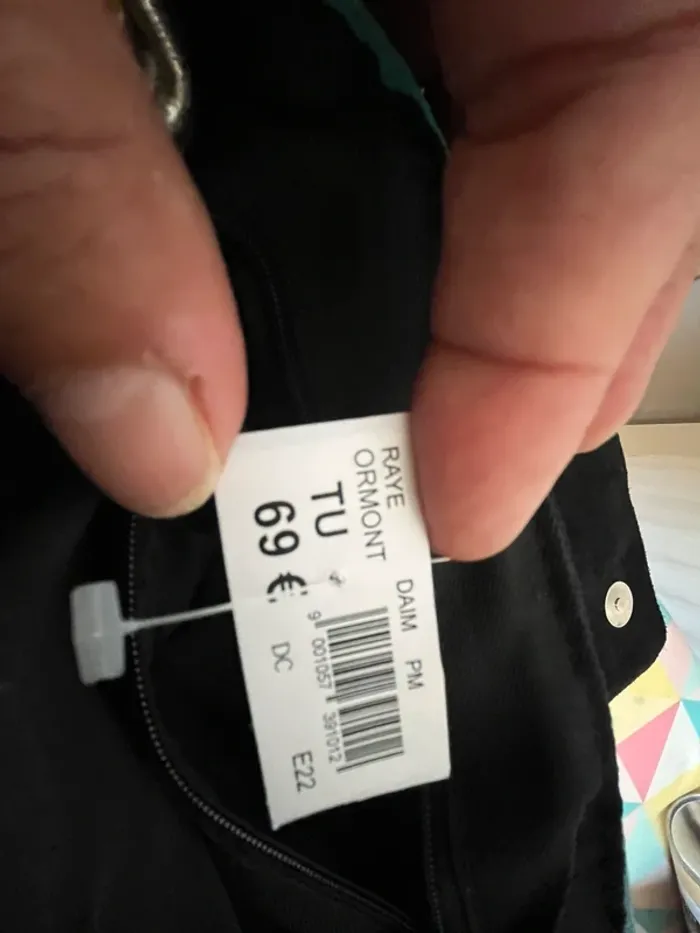 RAYE DAIM PM
ORMONT
TU
69 €
9 001057 391012
DC E22